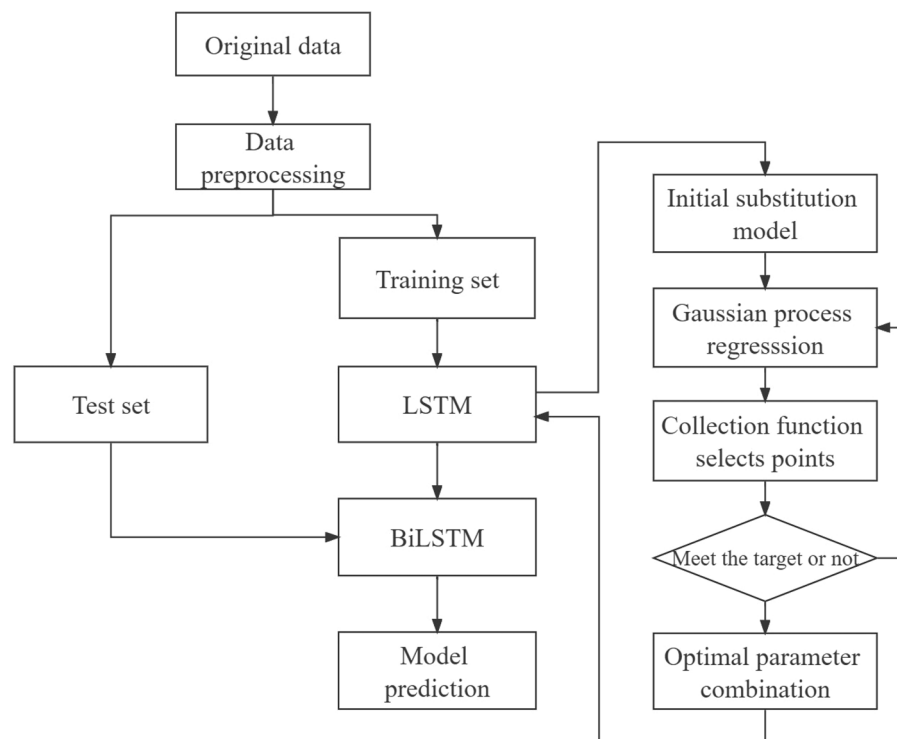 Original data
Data
preprocessing
Training set
Test set
LSTM
BiLSTM
Model
prediction
Initial substitution
model
Gaussian process
regresssion
Collection function
selects points
Meet the target or not
Optimal parameter
combination